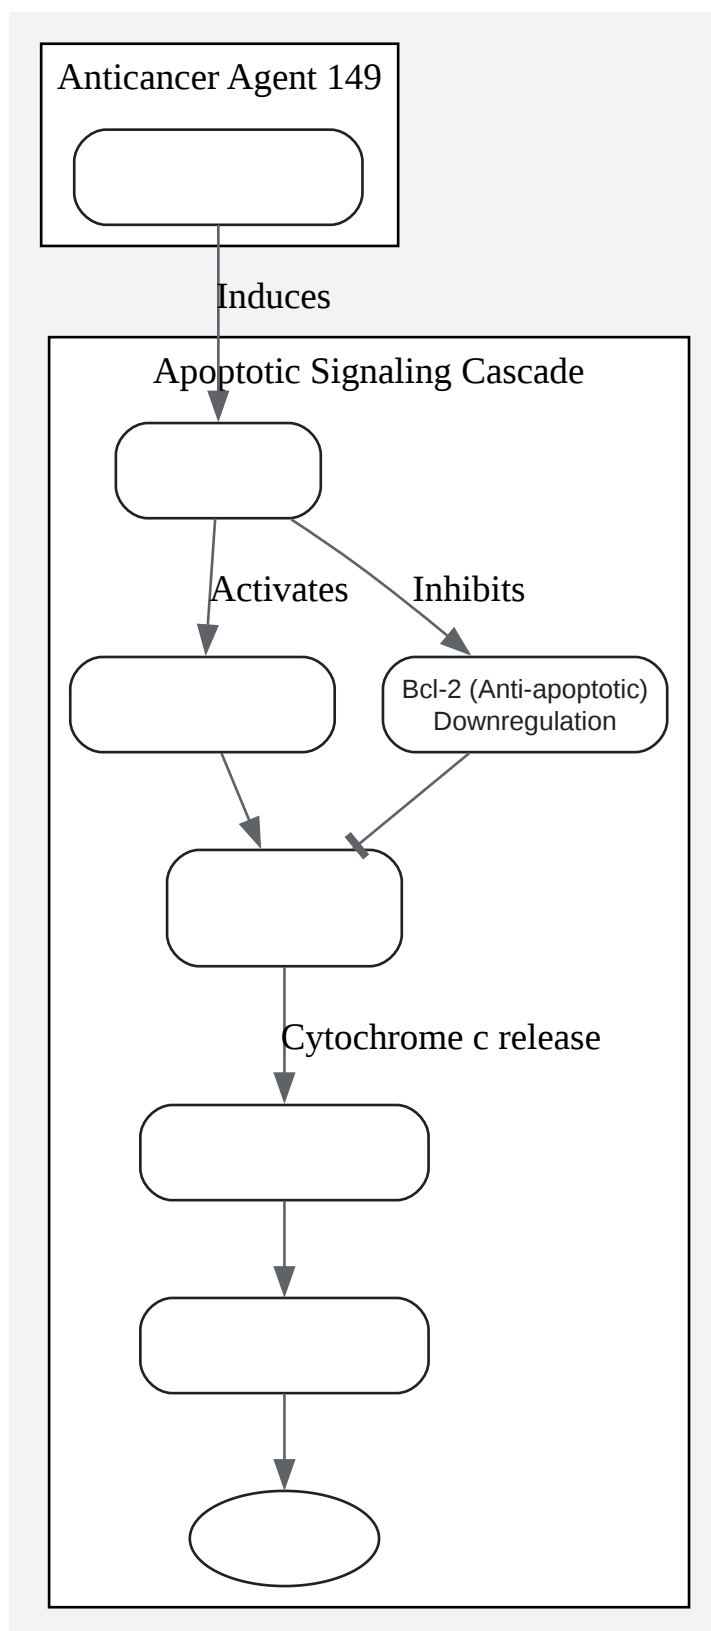 Anticancer Agent 149
Induces
Apoptotic Signaling Cascade
Activates
Inhibits
Bcl-2 (Anti-apoptotic)
Downregulation
Cytochrome c release